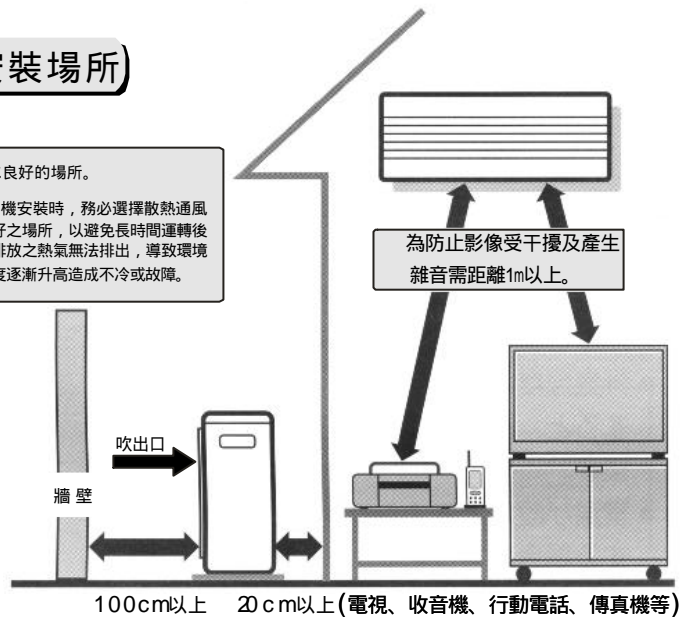 裝場所
良好的場所。
機安裝時，務必選擇散熱通風
好之場所，以避免長時間運轉後
排放之熱氣無法排出，導致環境
度逐漸升高造成不冷或故障。
為防止影像受干擾及產生
雜音需距離1m以上。
吹出口
牆壁
100cm以上 20cm以上(電視、收音機、行動電話、傳真機等)